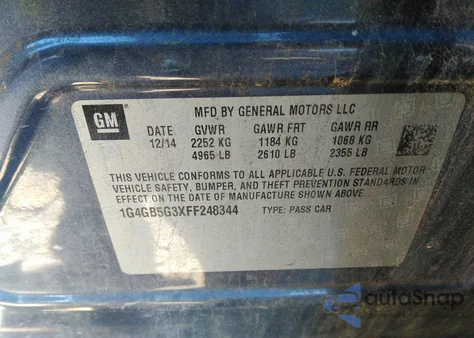 GM
MFD BY GENERAL MOTORS LLC
DATE GVWR GAWR FRT GAWR RR
12/14 2252 KG 1184 KG 1068 KG
4965 LB 2610 LB 2355 LB
THIS VEHICLE CONFORMS TO ALL APPLICABLE U.S. FEDERAL MOTOR
VEHICLE SAFETY, BUMPER, AND THEFT PREVENTION STANDARDS IN
EFFECT ON THE DATE OF MANUFACTURE SHOWN ABOVE.
1G4GB5G3XFF248344 TYPE: PASS CAR
autoSnap